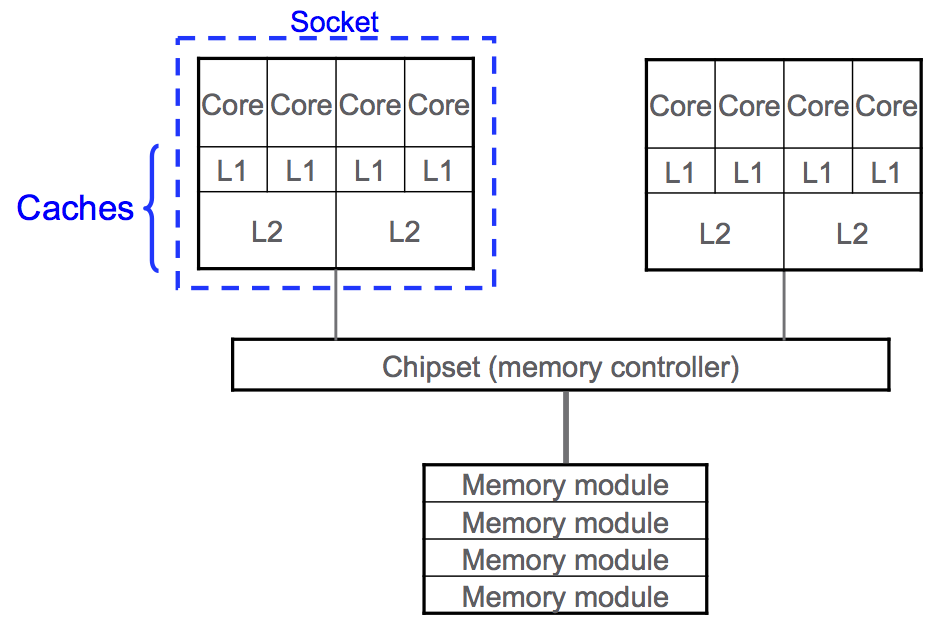 Socket
Core Core Core Core
Core Core Core Core
L1 L1 L1 L1
L1 L1 L1 L1
Caches
L2 L2
L2 L2
Chipset (memory controller)
Memory module
Memory module
Memory module
Memory module